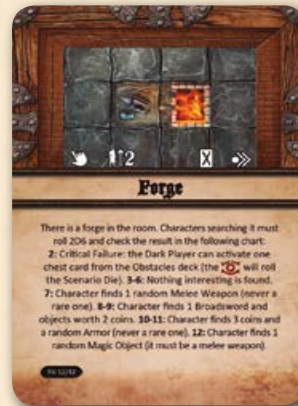 2
X
Forge
There is a forge in the room. Characters searching it must
roll 2D6 and check the result in the following chart:
2: Critical Failure: the Dark Player can activate one
chest card from the Obstacles deck (the will roll
the Scenario Die). 3-6: Nothing interesting is found.
7: Character finds 1 random Melee Weapon (never a
rare one). 8-9: Character finds 1 Broadsword and
objects worth 2 coins. 10-11: Character finds 3 coins and
a random Armor (never a rare one). 12: Character finds 1
random Magic Object (it must be a melee weapon).